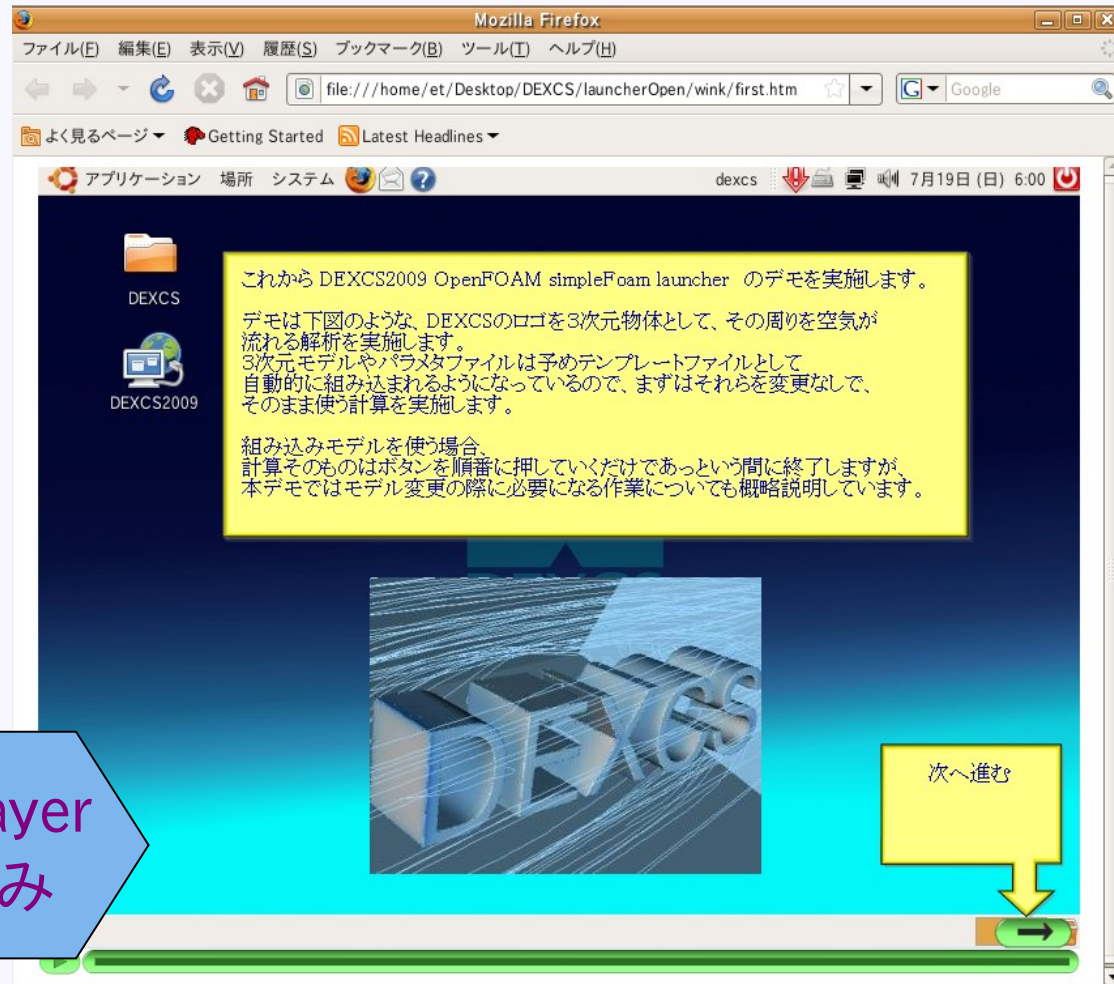 Mozilla Firefox
ファイル(F) 編集(E) 表示(V) 履歴(S) ブックマーク(B) ツール(T) ヘルプ(H)
file:///home/et/Desktop/DEXCS/launcherOpen/wink/first.htm
G Google
よく見るページ Getting Started Latest Headlines
アプリケーション 場所 システム
dexcs 7月19日 (日) 6:00
DEXCS
DEXCS2009
これから DEXCS2009 OpenFOAM simpleFoam launcher のデモを実施します。
デモは下図のような、DEXCSのロゴを3次元物体として、その周りを空気が
流れる解析を実施します。
3次元モデルやパラメタファイルは予めテンプレートファイルとして
自動的に組み込まれるようになっているので、まずはそれらを変更なしで、
そのまま使う計算を実施します。
組み込みモデルを使う場合、
計算そのものはボタンを順番に押していくだけであっという間に終了しますが、
本デモではモデル変更の際に必要になる作業についても概略説明しています。
DEXCS
次へ進む
ayer
み